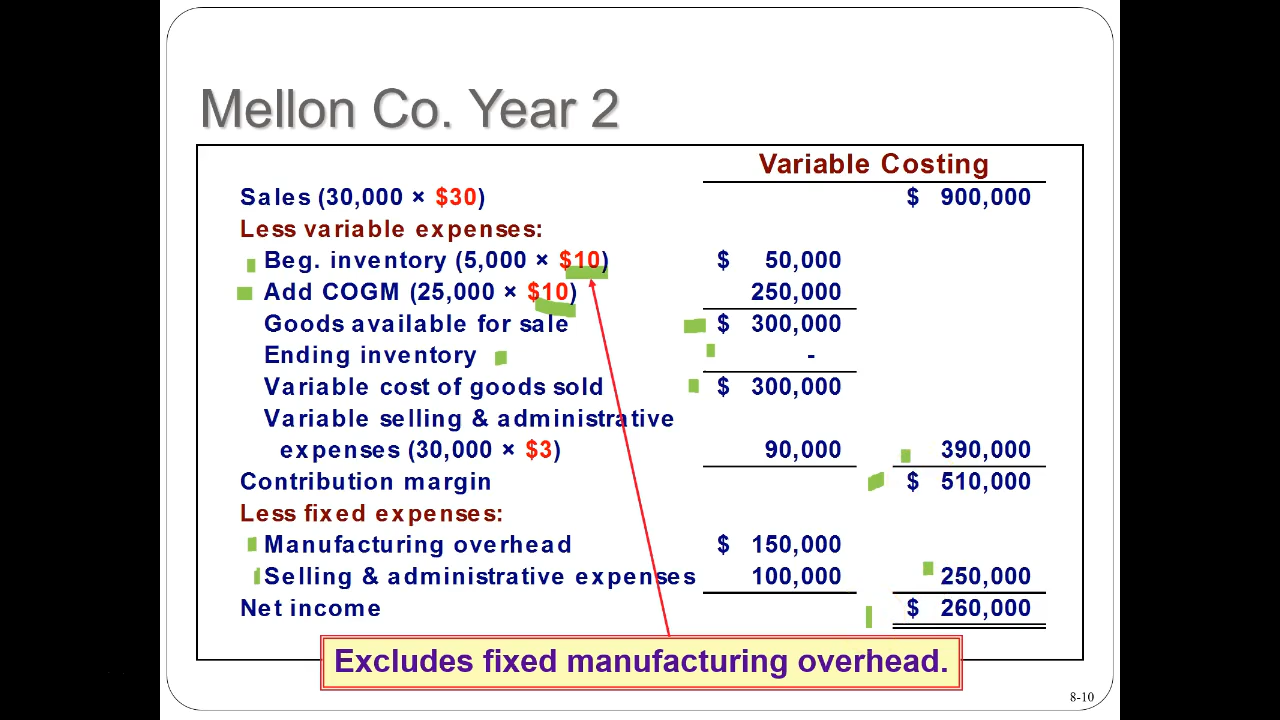 Mellon Co. Year 2
Variable Costing
Sales (30,000 × $30) $ 900,000
Less variable expenses:
Beg. inventory (5,000 × $10) $ 50,000
Add COGM (25,000 × $10) 250,000
Goods available for sale $ 300,000
Ending inventory -
Variable cost of goods sold $ 300,000
Variable selling & administrative
expenses (30,000 × $3) 90,000 390,000
Contribution margin $ 510,000
Less fixed expenses:
Manufacturing overhead $ 150,000
Selling & administrative expenses 100,000 250,000
Net income $ 260,000
Excludes fixed manufacturing overhead.
8-10